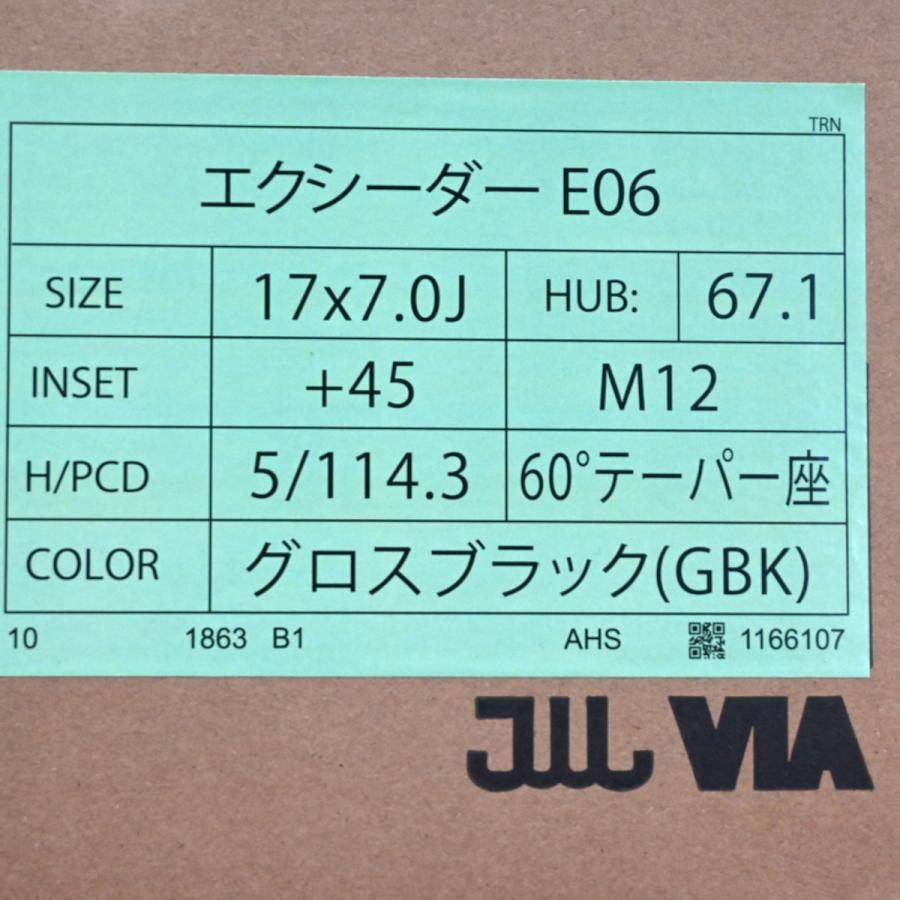 TRN
エクシーダー E06
SIZE 17x7.0J HUB: 67.1
INSET +45 M12
H/PCD 5/114.3 60°テーパー座
COLOR グロスブラック(GBK)
10 1863 B1 AHS 1166107
JWL VIA